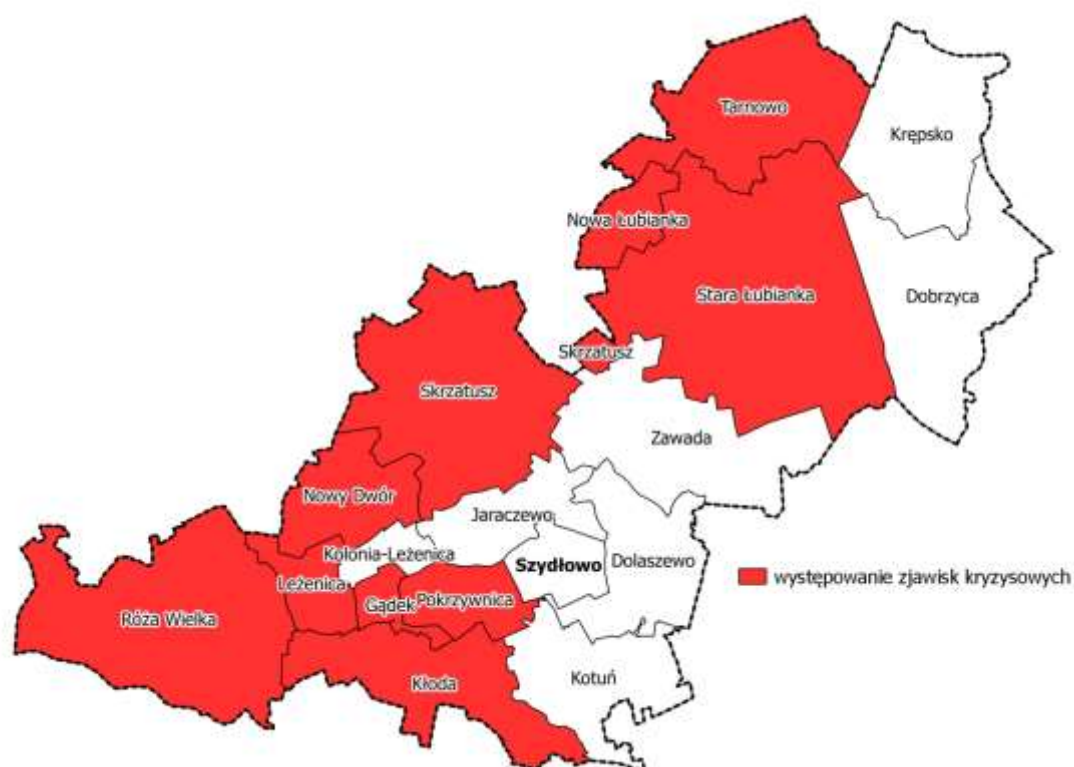 Tarnowo
Krępsko
Nowa Łubianka
Stara Łubianka
Dobrzyca
Skrzatusz
Skrzatusz
Zawada
Nowy Dwór
Jaraczewo
Kolonia-Leżenica
Szydłowo
Dolaszewo
Leżenica
Gądek
Pokrzywnica
występowanie zjawisk kryzysowych
Róża Wielka
Kłoda
Kotuń